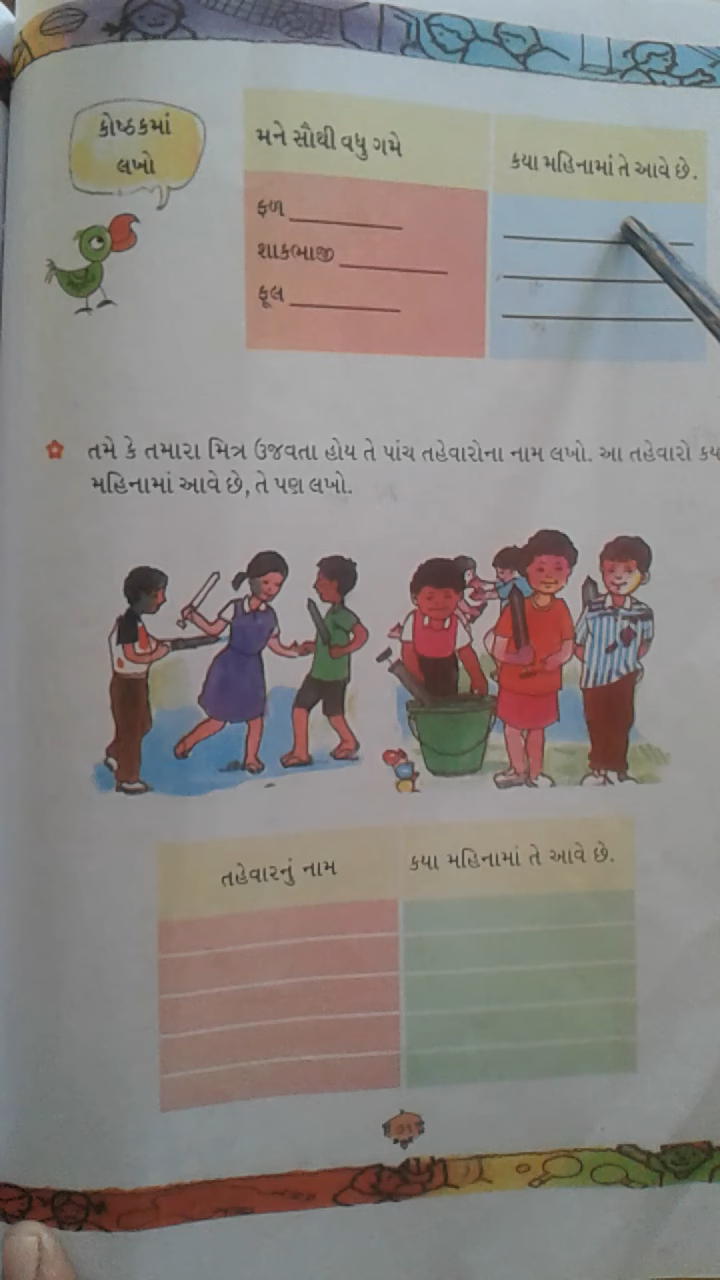 કોષ્ઠકમાં
લખો
મને સૌથી વધુ ગમે
કયા મહિનામાં તે આવે છે.
ફળ
શાકભાજી
ફૂલ
તમે કે તમારા મિત્ર ઉજવતા હોય તે પાંચ તહેવારોના નામ લખો. આ તહેવારો
મહિનામાં આવે છે, તે પણ લખો.
તહેવારનું નામ
કયા મહિનામાં તે આવે છે.